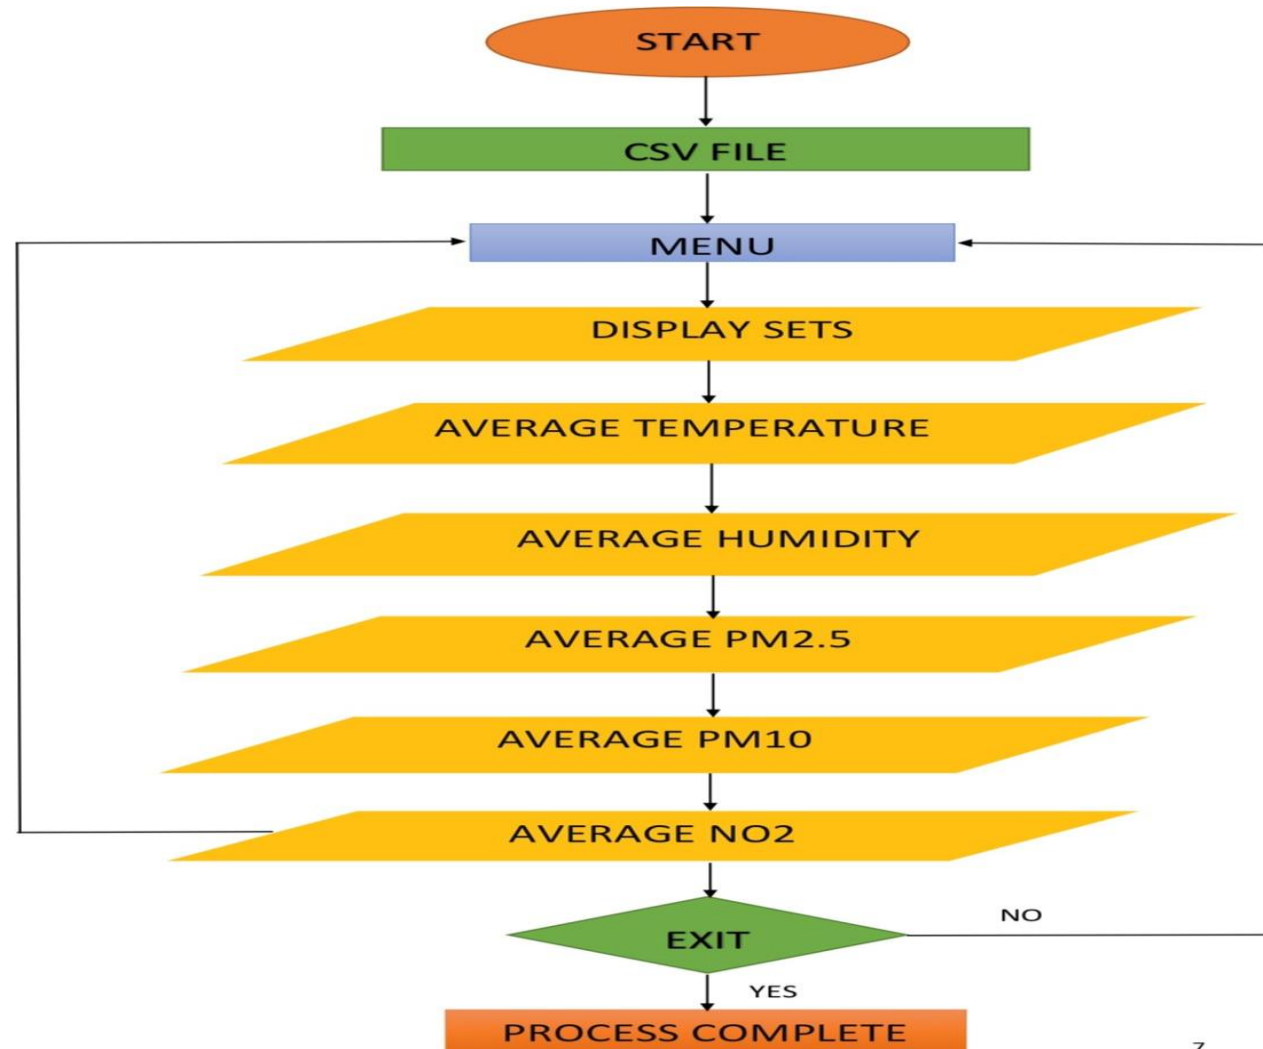 START
CSV FILE
MENU
DISPLAY SETS
AVERAGE TEMPERATURE
AVERAGE HUMIDITY
AVERAGE PM2.5
AVERAGE PM10
AVERAGE NO2
NO
EXIT
YES
PROCESS COMPLETE
7